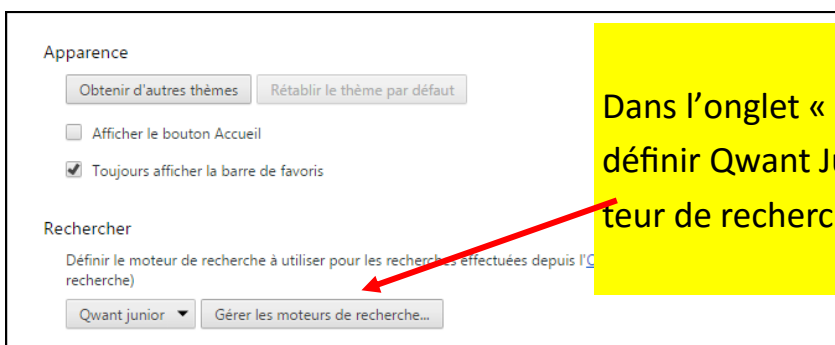 Apparence
Obtenir d'autres thèmes Rétablir le thème par défaut
Afficher le bouton Accueil
Toujours afficher la barre de favoris
Rechercher
Définir le moteur de recherche à utiliser pour les recherches effectuées depuis l'
recherche)
Qwant junior Gérer les moteurs de recherche...
Dans l'onglet «
définir Qwant
teur de